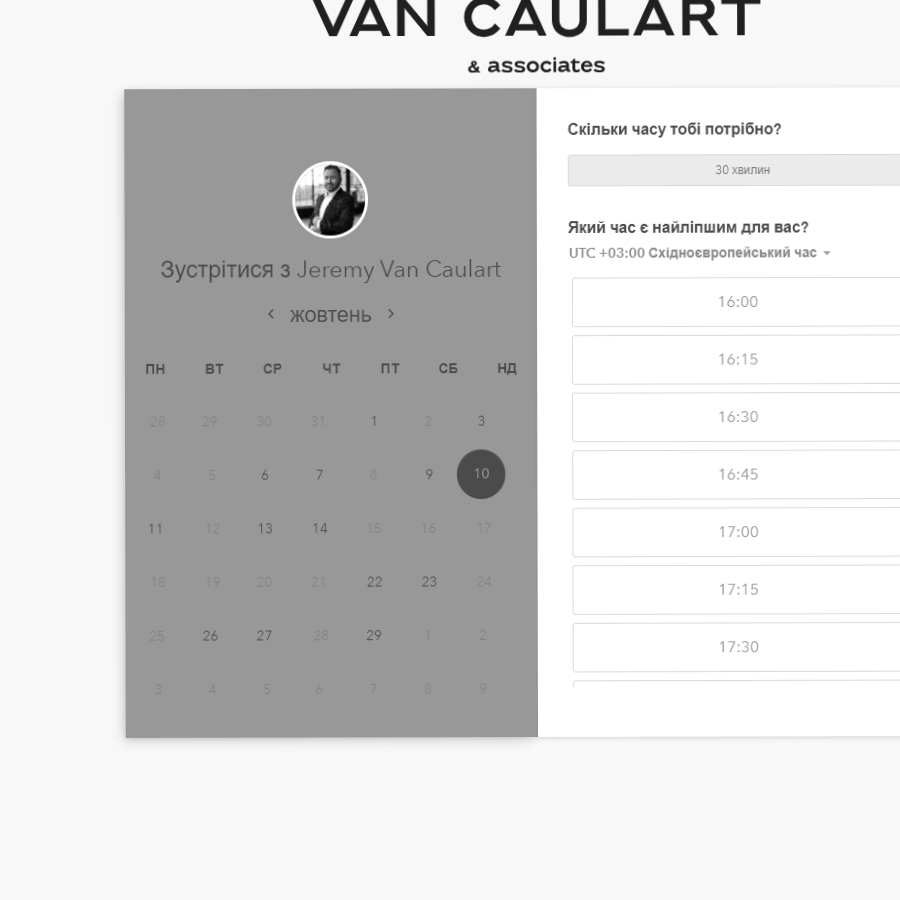 VAN CAULART
& associates
Зустрітися з Jeremy Van Caulart
жовтень
ПН ВТ СР ЧТ ПТ СБ НД
28 29 30 31 1 2 3
4 5 6 7 8 9 10
11 12 13 14 15 16 17
18 19 20 21 22 23 24
25 26 27 28 29 1 2
3 4 5 6 7 8 9
Скільки часу тобі потрібно?
30 хвилин
Який час є найліпшим для вас?
UTC +03:00 Східноєвропейський час
16:00
16:15
16:30
16:45
17:00
17:15
17:30